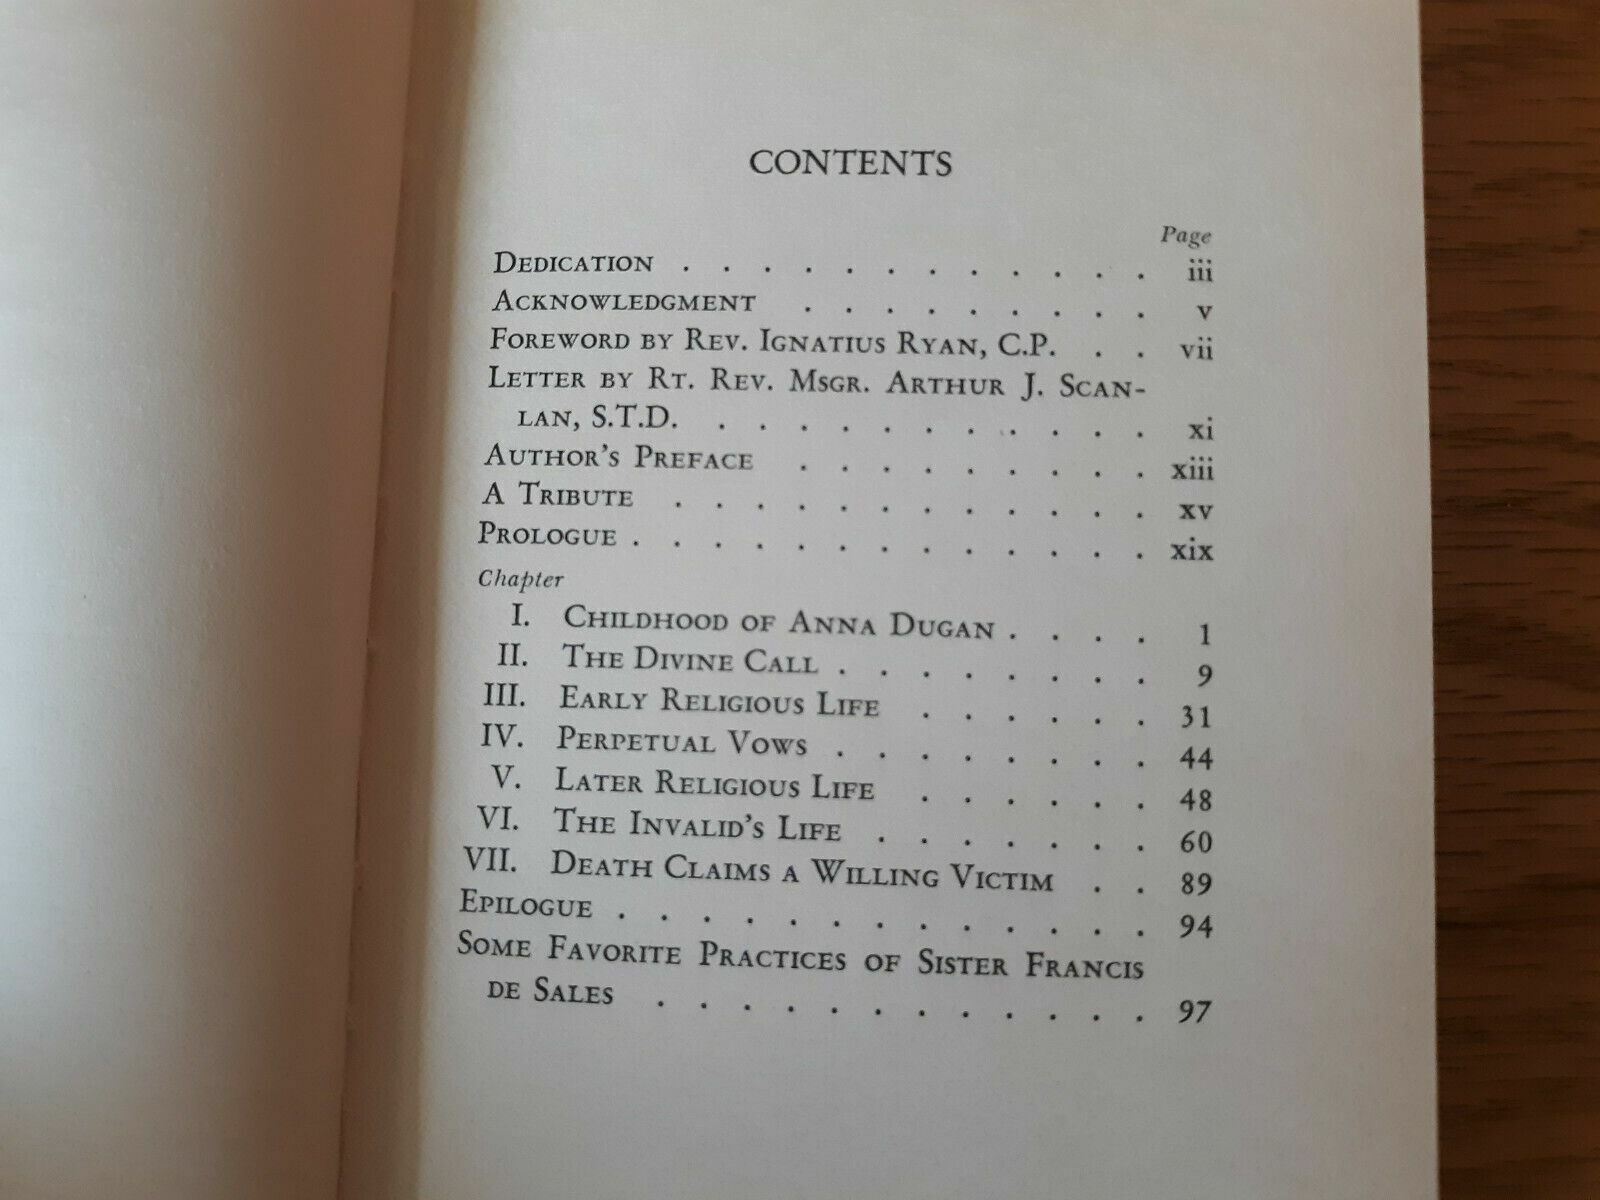 CONTENTS
Page
DEDICATION . . . . . . . . . . . . iii
ACKNOWLEDGMENT . . . . . . . . . v
FOREWORD BY REV. IGNATIUS RYAN, C.P. . . vii
LETTER BY RT. REV. MSGR. ARTHUR J. SCAN-
LAN, S.T.D. . . . . . . . . . . . xi
AUTHOR'S PREFACE . . . . . . . . . xiii
A TRIBUTE . . . . . . . . . . . . xv
PROLOGUE . . . . . . . . . . . . . xix
Chapter
I. CHILDHOOD OF ANNA DUGAN . . . . 1
II. THE DIVINE CALL . . . . . . . . 9
III. EARLY RELIGIOUS LIFE . . . . . . 31
IV. PERPETUAL VOWS . . . . . . . . 44
V. LATER RELIGIOUS LIFE . . . . . . 48
VI. THE INVALID'S LIFE . . . . . . . 60
VII. DEATH CLAIMS A WILLING VICTIM . . 89
EPILOGUE . . . . . . . . . . . . . 94
SOME FAVORITE PRACTICES OF SISTER FRANCIS
DE SALES . . . . . . . . . . . . 97